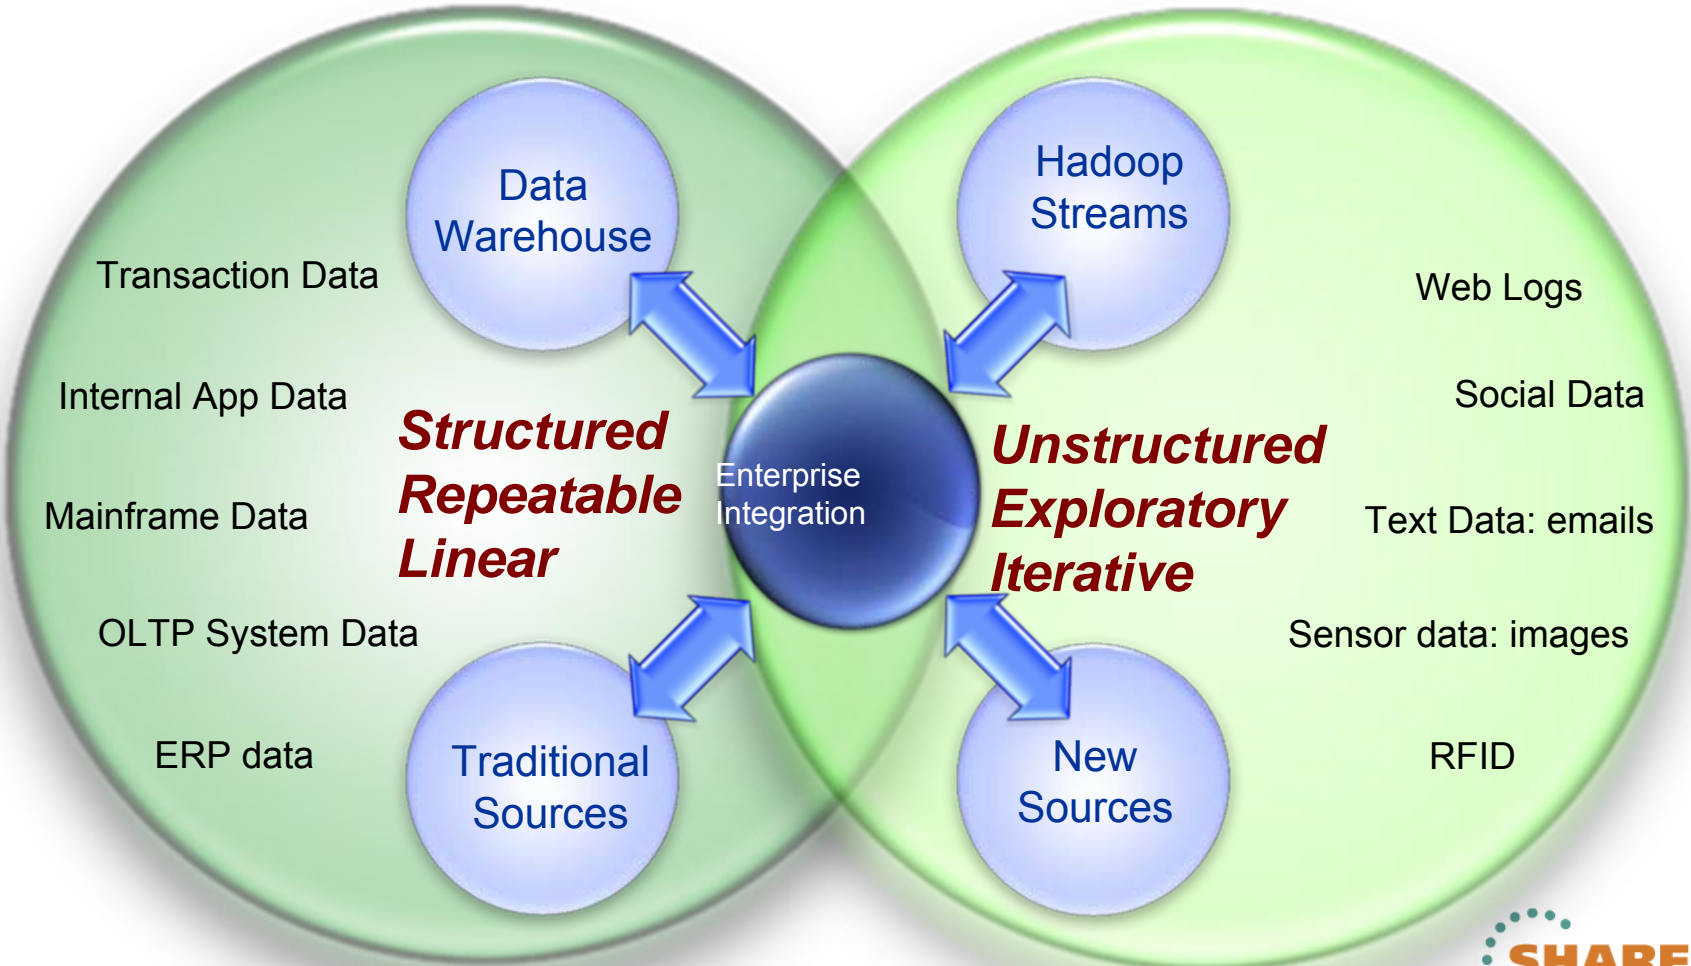 Data
Warehouse
Hadoop
Streams
Transaction Data
Internal App Data
Mainframe Data
OLTP System Data
ERP data
Structured
Repeatable
Linear
Enterprise
Integration
Unstructured
Exploratory
Iterative
Web Logs
Social Data
Text Data: emails
Sensor data: images
RFID
Traditional
Sources
New
Sources
SHARE